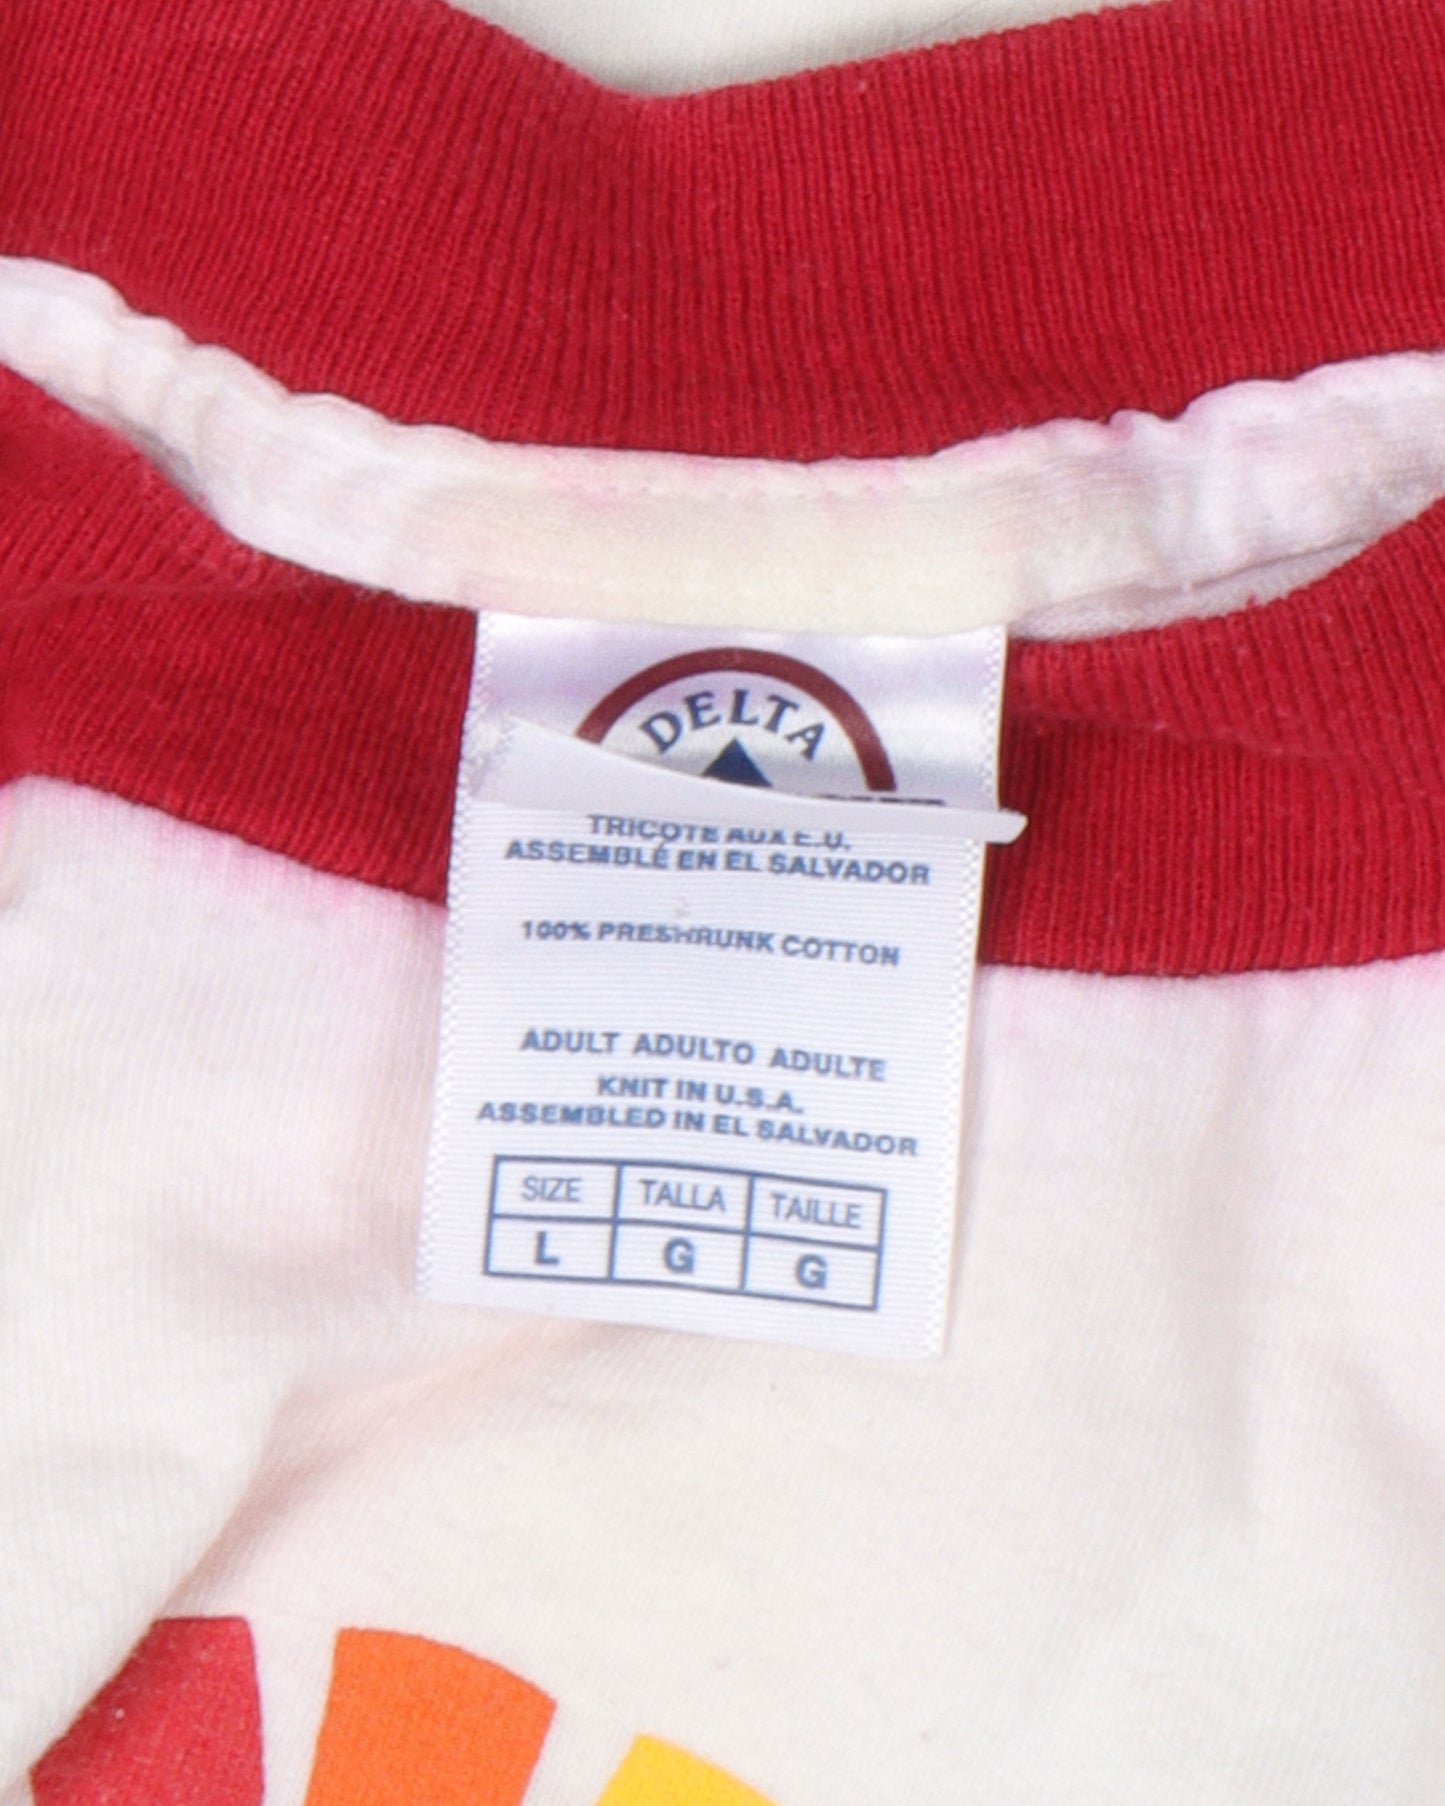 DELTA
TRICOTÉ AUX E.U.
ASSEMBLÉ EN EL SALVADOR
100% PRESHRUNK COTTON
ADULT ADULTO ADULTE
KNIT IN U.S.A.
ASSEMBLED IN EL SALVADOR
SIZE TALLA TAILLE
L G G